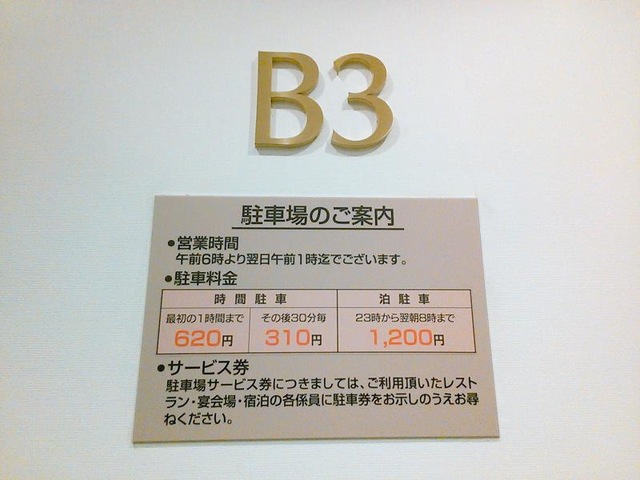 B3
駐車場のご案内
●営業時間
午前6時より翌日午前1時迄でございます。
●駐車料金
時間駐車 泊駐車
最初の1時間まで その後30分毎 23時から翌朝8時まで
620円 310円 1,200円
●サービス券
駐車場サービス券につきましては、ご利用頂いたレスト
ラン・宴会場・宿泊の各係員に駐車券をお示しのうえお尋
ねください。